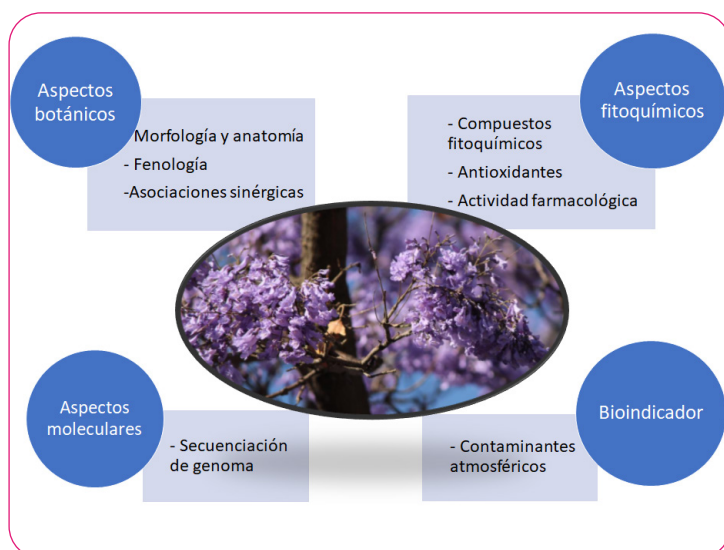 Aspectos
botánicos
Morfología y anatomía
- Fenología
-Asociaciones sinérgicas
Aspectos
fitoquímicos
- Compuestos
fitoquímicos
- Antioxidantes
- Actividad farmacológica
Aspectos
moleculares
- Secuenciación
de genoma
Bioindicador
- Contaminantes
atmosféricos